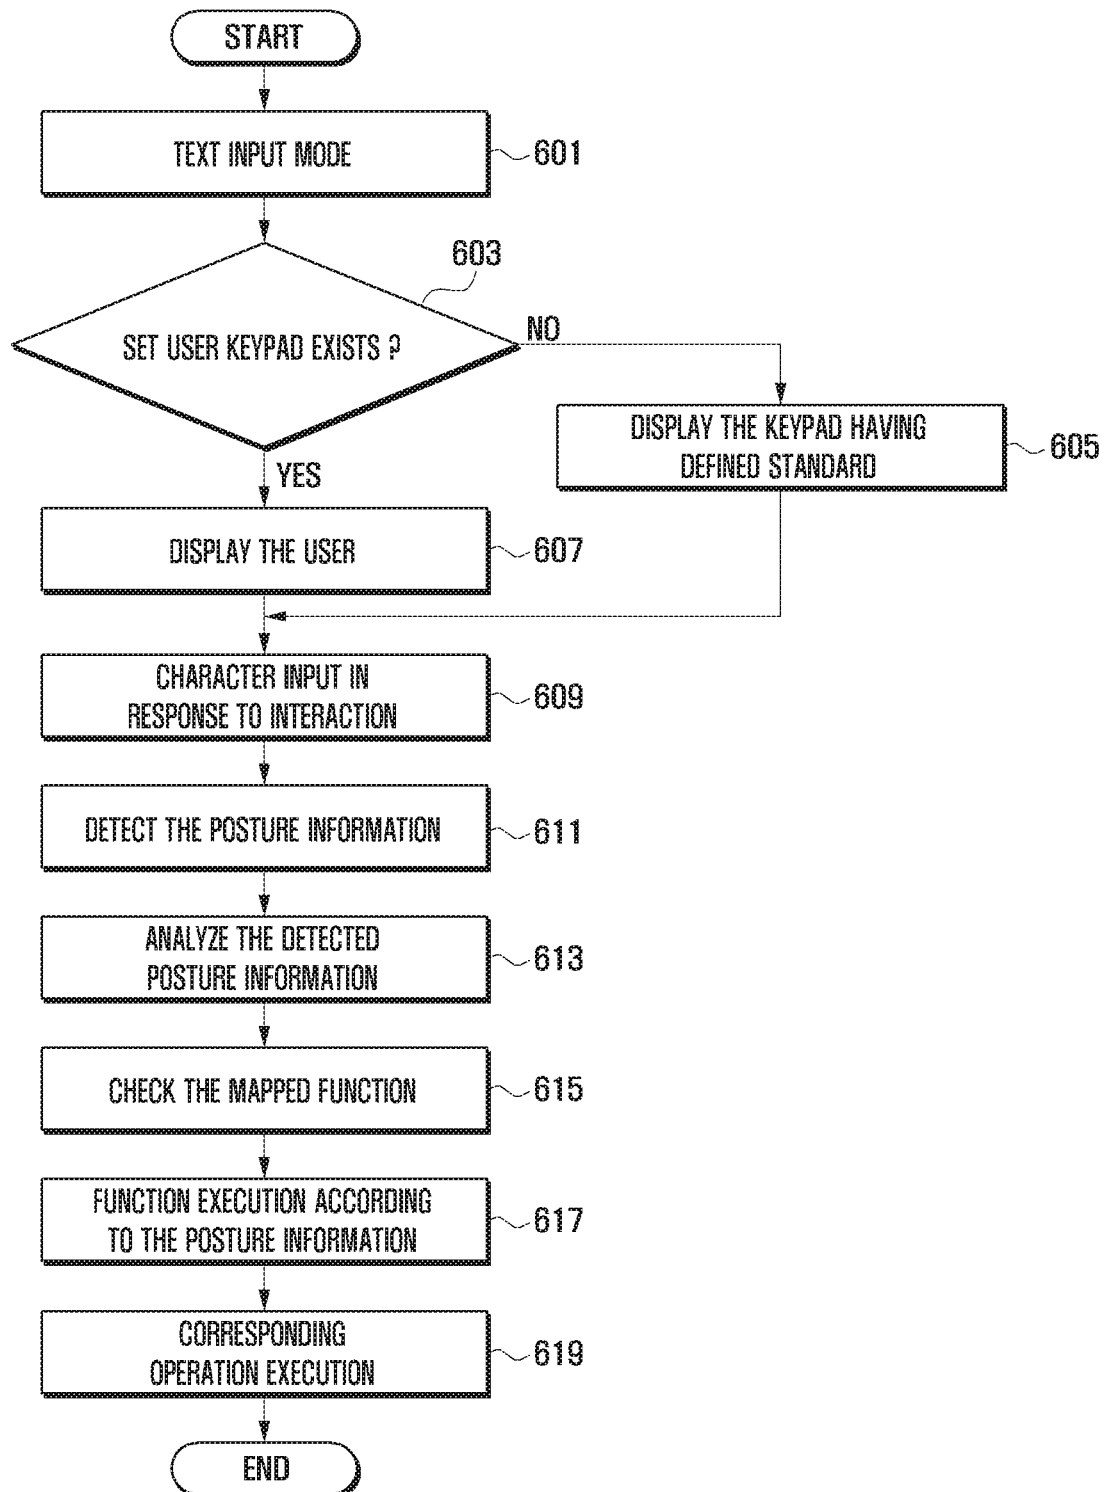 START
TEXT INPUT MODE
601
603
SET USER KEYPAD EXISTS ?
NO
DISPLAY THE KEYPAD HAVING
DEFINED STANDARD
605
YES
DISPLAY THE USER
607
CHARACTER INPUT IN
RESPONSE TO INTERACTION
609
DETECT THE POSTURE INFORMATION
611
ANALYZE THE DETECTED
POSTURE INFORMATION
613
CHECK THE MAPPED FUNCTION
615
FUNCTION EXECUTION ACCORDING
TO THE POSTURE INFORMATION
617
CORRESPONDING
OPERATION EXECUTION
619
END